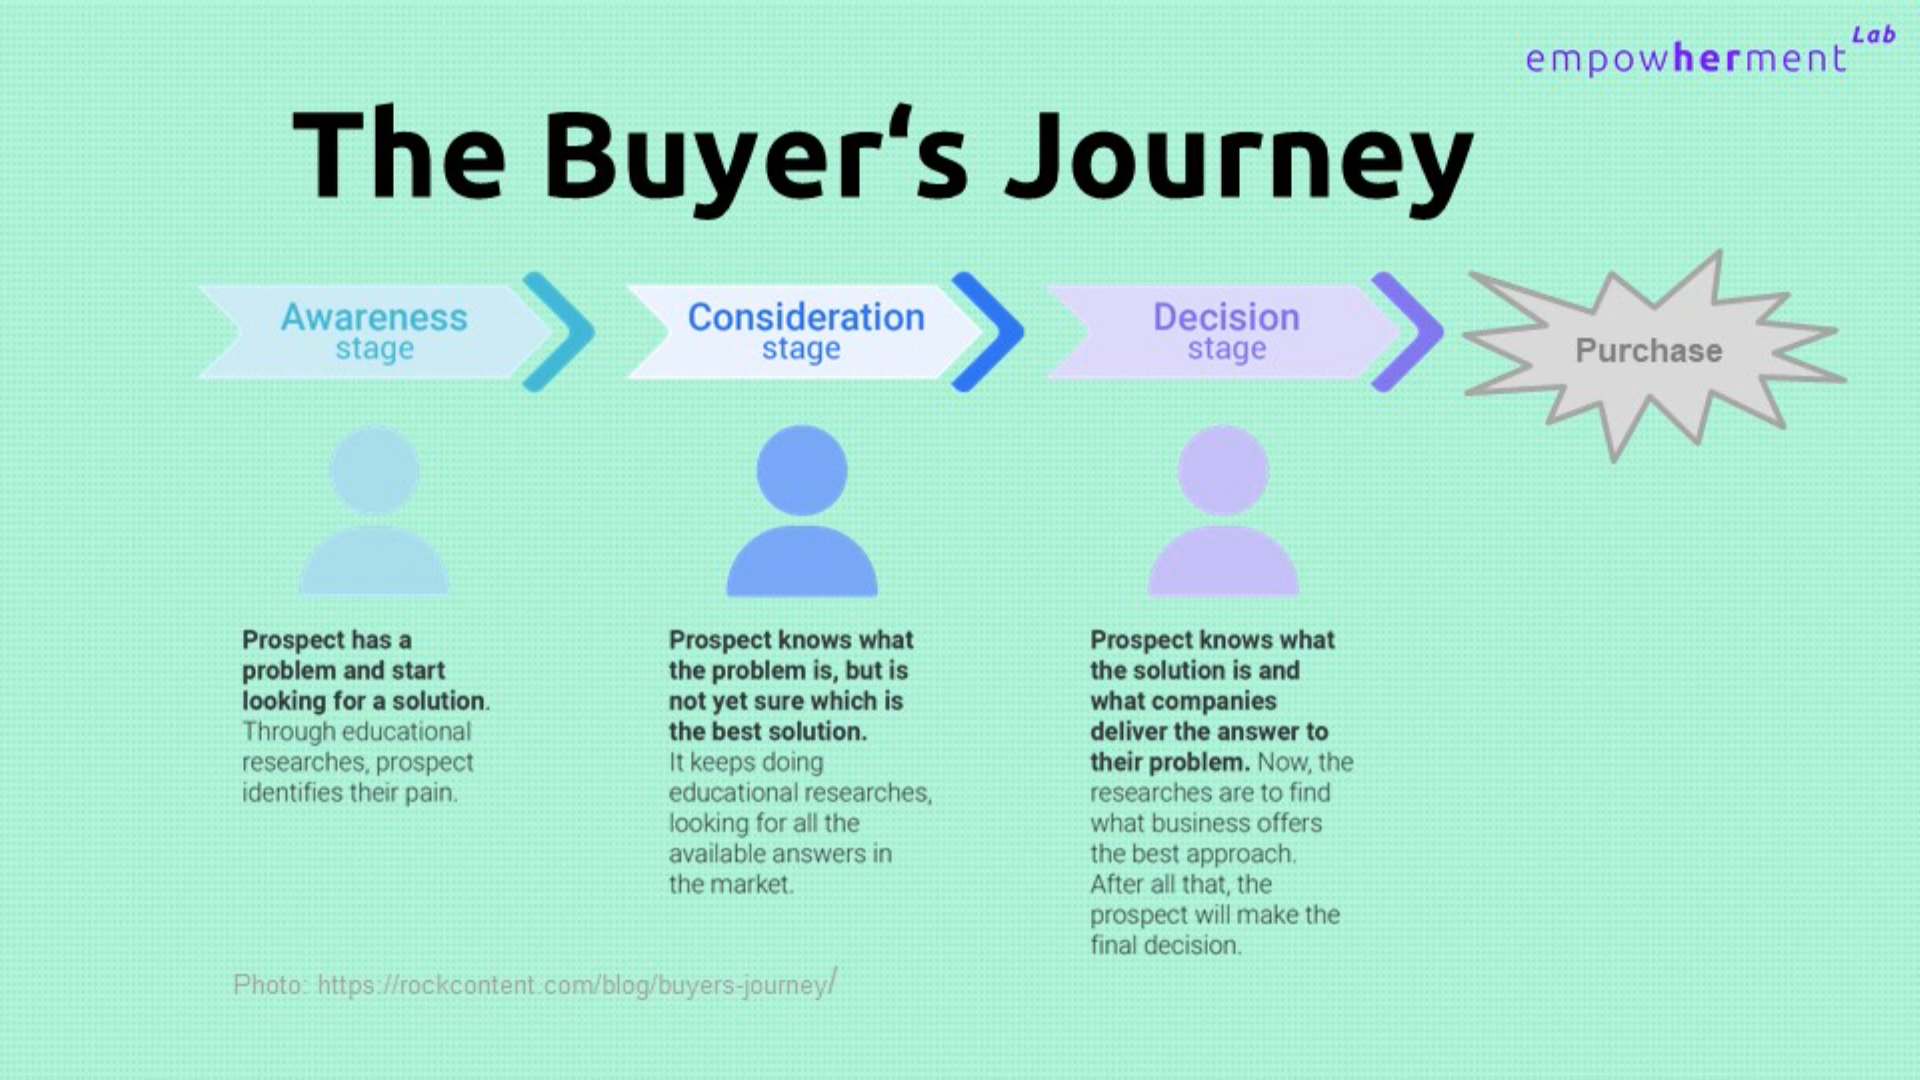 empowherment Lab
The Buyer‘s Journey
Awareness
stage
Consideration
stage
Decision
stage
Purchase
Prospect has a
problem and start
looking for a solution.
Through educational
researches, prospect
identifies their pain.
Prospect knows what
the problem is, but is
not yet sure which is
the best solution.
It keeps doing
educational researches,
looking for all the
available answers in
the market.
Prospect knows what
the solution is and
what companies
deliver the answer to
their problem. Now, the
researches are to find
what business offers
the best approach.
After all that, the
prospect will make the
final decision.
Photo: https://rockcontent.com/blog/buyers-journey/